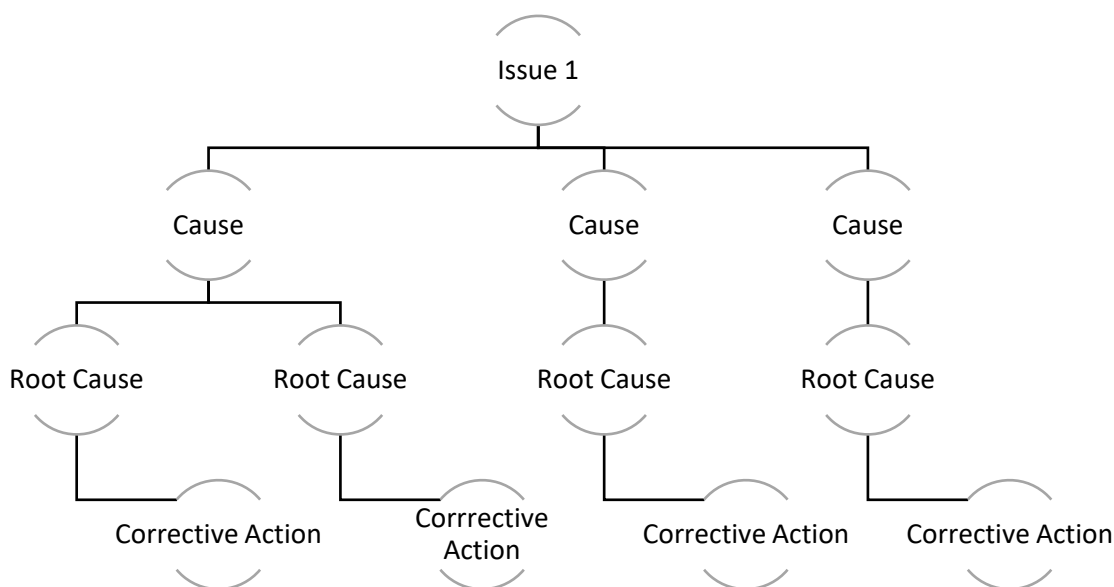 Issue 1
Cause
Cause
Cause
Root Cause
Root Cause
Root Cause
Root Cause
Corrective Action
Corrrective
Action
Corrective Action
Corrective Action